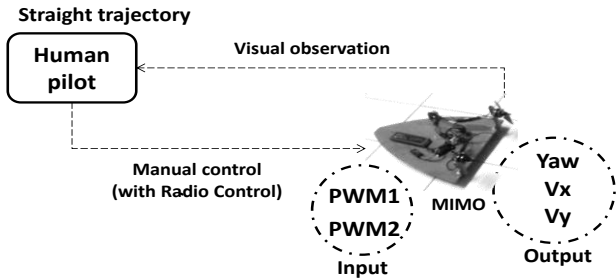 Straight trajectory
Human
pilot
Visual observation
Manual control
(with Radio Control)
MIMO
PWM1
PWM2
Input
Yaw
Vx
Vy
Output